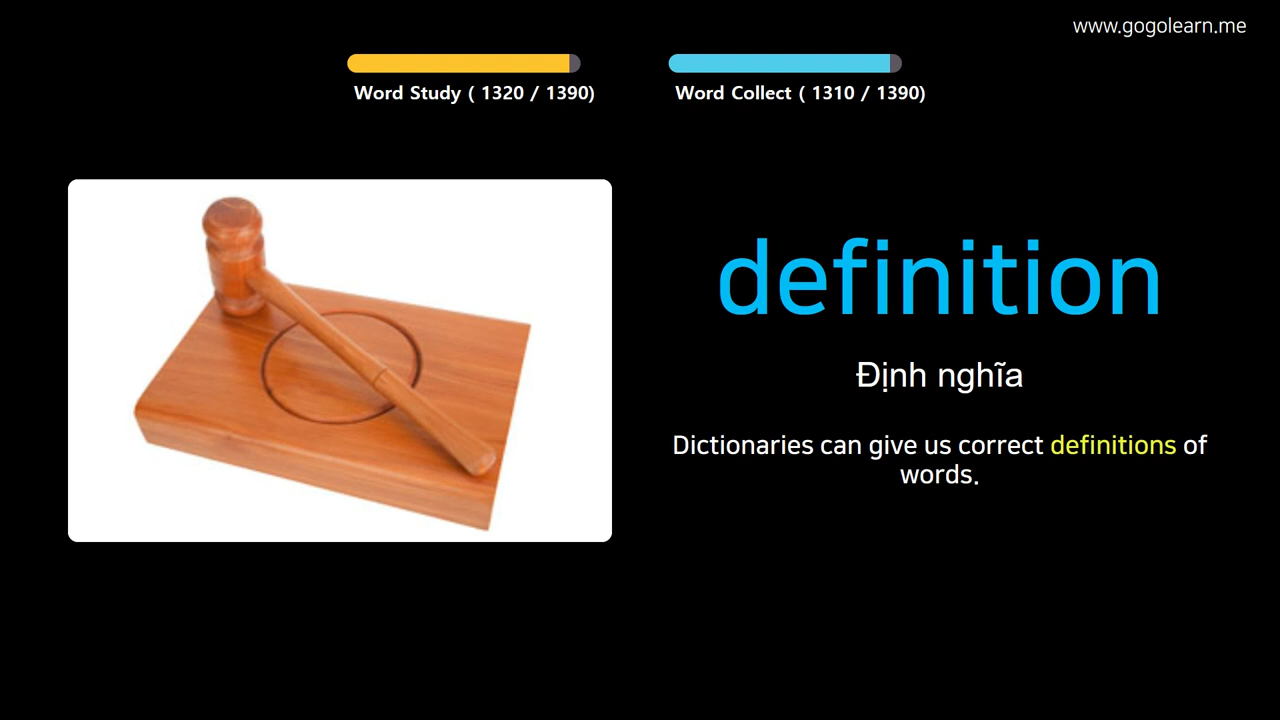 www.gogolearn.me
Word Study ( 1320 / 1390)
Word Collect ( 1310 / 1390)
definition
Định nghĩa
Dictionaries can give us correct definitions of
words.